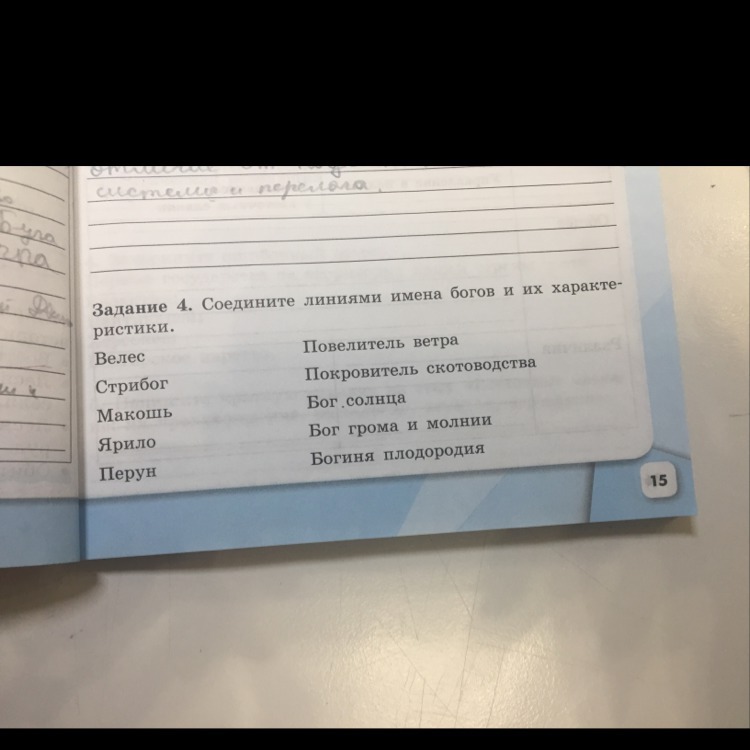 системы и перелога.
Задание 4. Соедините линиями имена богов и их характе-
ристики.
Велес
Стрибог
Макошь
Ярило
Перун
Повелитель ветра
Покровитель скотоводства
Бог солнца
Бог грома и молнии
Богиня плодородия
15